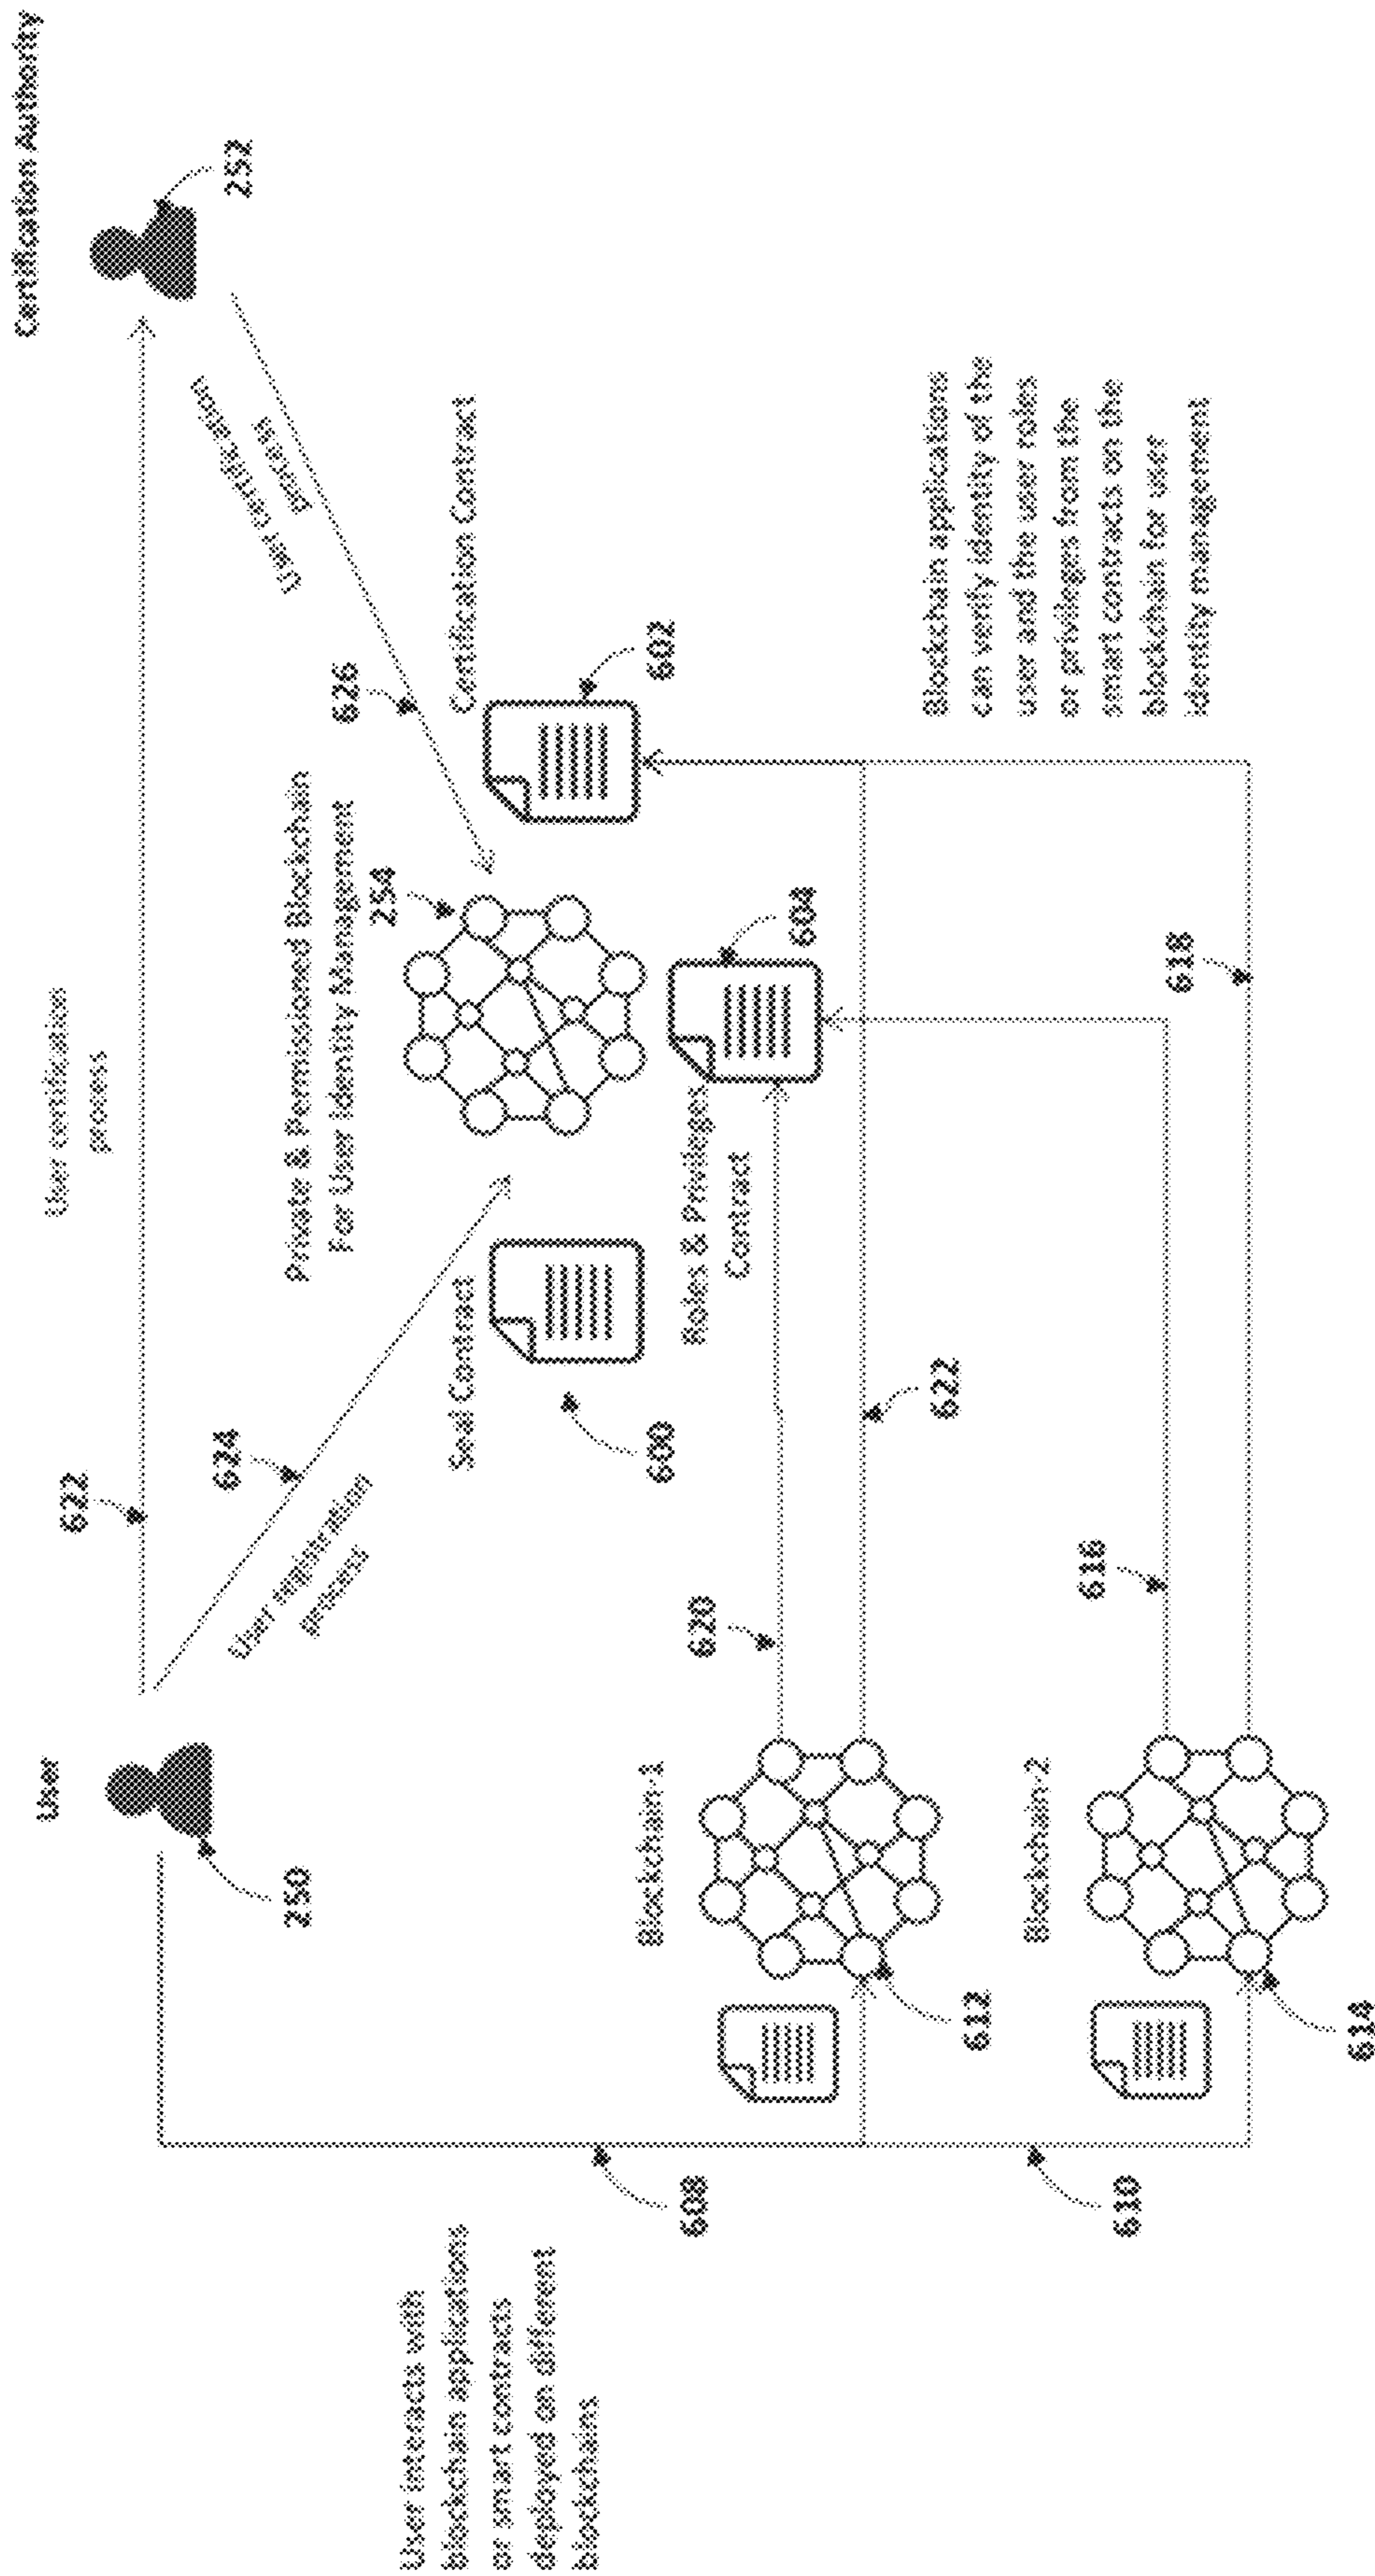 Certification Authority
252
User certification
process
622
User
250
User certification
process
626
624
User registration
process
Private & Permissioned Blockchain
For User Identity Management
254
Certification Contract
602
Seal Contract
600
Roles & Privileges
Contract
604
User interacts with
blockchain applications
or smart contracts
deployed on different
blockchains
608
610
Blockchain-1
612
620
622
Blockchain-2
614
616
618
Blockchain applications
can verify identity of the
user and the user roles
or privileges from the
smart contracts on the
blockchain for user
identity management